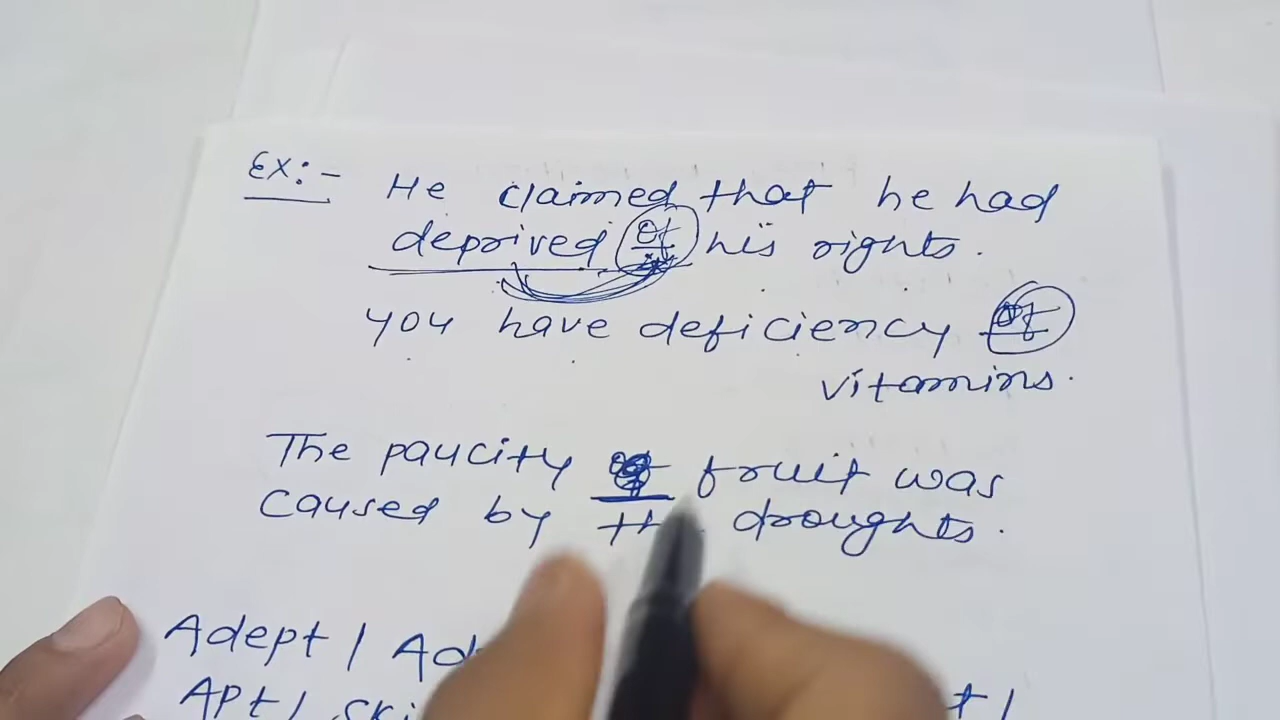 Ex:-
He claimed that he had
deprived of his rights.
you have deficiency of
vitamins.
The paucity of fruit was
caused by the droughts.
Adept /
Apt /